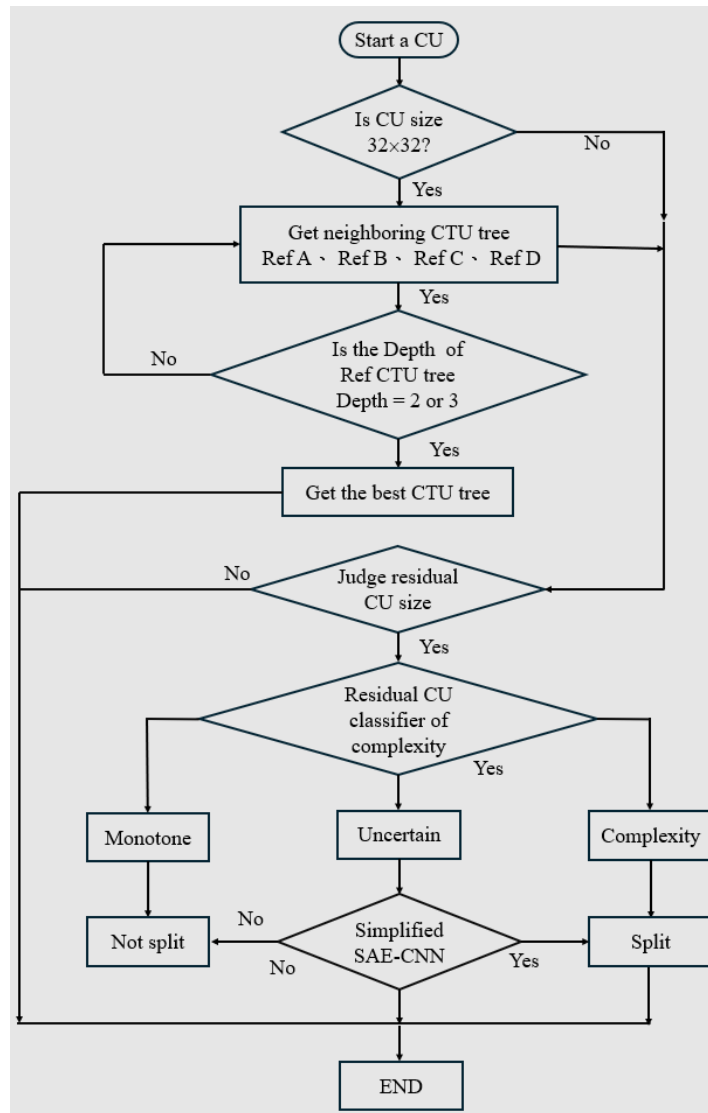 Start a CU
Is CU size
32×32?
No
Yes
Get neighboring CTU tree
Ref A、 Ref B、 Ref C、 Ref D
Yes
Is the Depth of
Ref CTU tree
Depth = 2 or 3
No
Yes
Get the best CTU tree
No
Judge residual
CU size
Yes
Residual CU
classifier of
complexity
Yes
Monotone
Uncertain
Complexity
No
Not split
Simplified
SAE-CNN
Split
No
Yes
END